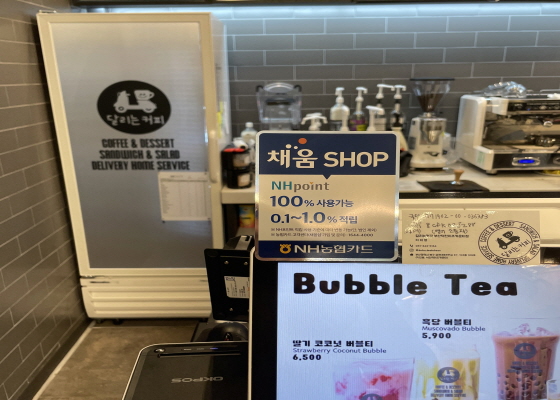 달리는커피
COFFEE & DESSERT
SANDWICH & SALAD
DELIVERY HOME SERVICE
채움 SHOP
NHpoint
100% 사용가능
0.1~1.0% 적립
NH농협카드
Bubble Tea
흑당 버블티
Muscovado Bubble
5,900
딸기 코코넛 버블티
Strawberry Coconut Bubble
6,500
OKPOS